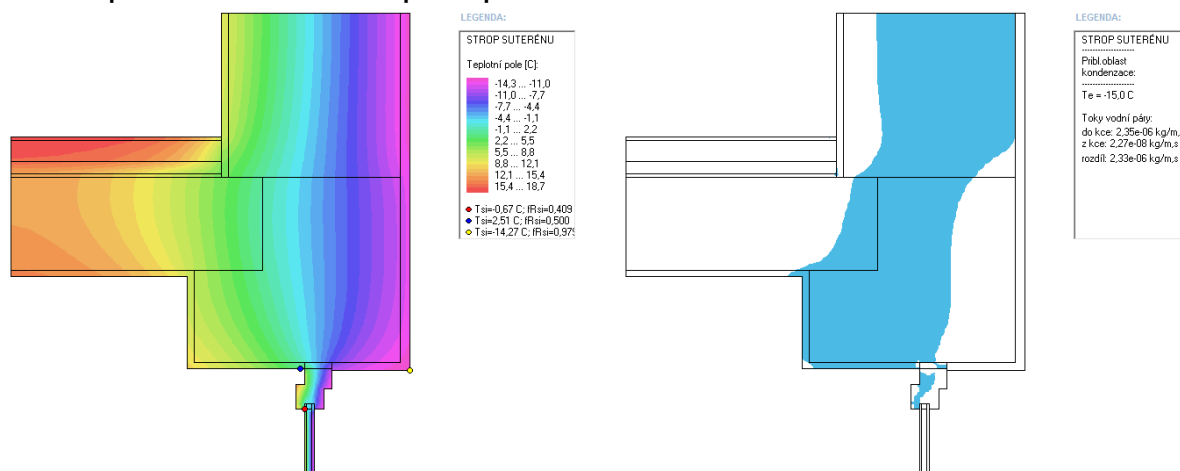 LEGENDA:
STROP SUTERÉNU
Teplotní pole [C]:
-14,3 ... -11,0
-11,0 ... -7,7
-7,7 ... -4,4
-4,4 ... -1,1
-1,1 ... 2,2
2,2 ... 5,5
5,5 ... 8,8
8,8 ... 12,1
12,1 ... 15,4
15,4 ... 18,7
Tsi=-0,67 C; fRsi=0,409
Tsi=2,51 C; fRsi=0,500
Tsi=-14,27 C; fRsi=0,979
LEGENDA:
STROP SUTERÉNU
--------------------
Pribl.oblast
kondenzace:
--------------------
Te = -15,0 C
Toky vodní páry:
do kce: 2,35e-06 kg/m,s
z kce: 2,27e-08 kg/m,s
rozdíl: 2,33e-06 kg/m,s